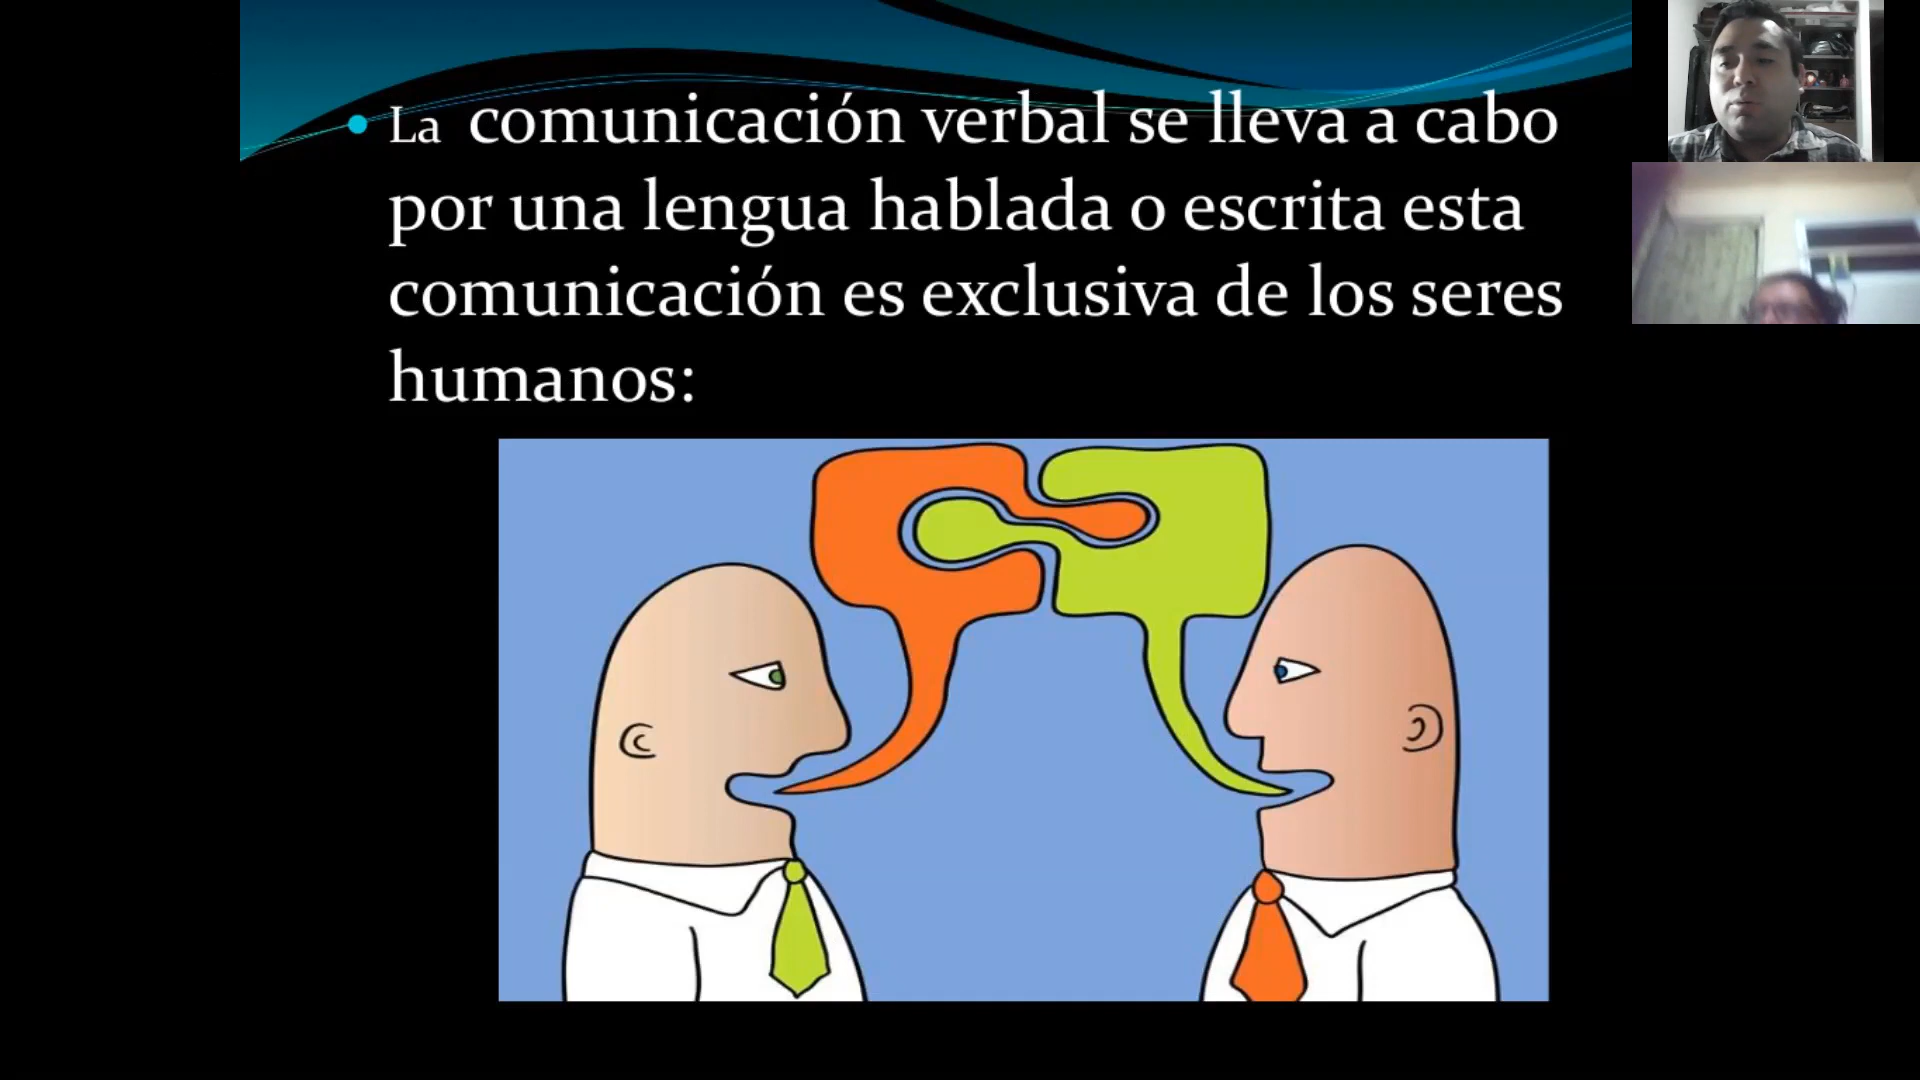 La comunicación verbal se lleva a cabo
por una lengua hablada o escrita esta
comunicación es exclusiva de los seres
humanos: